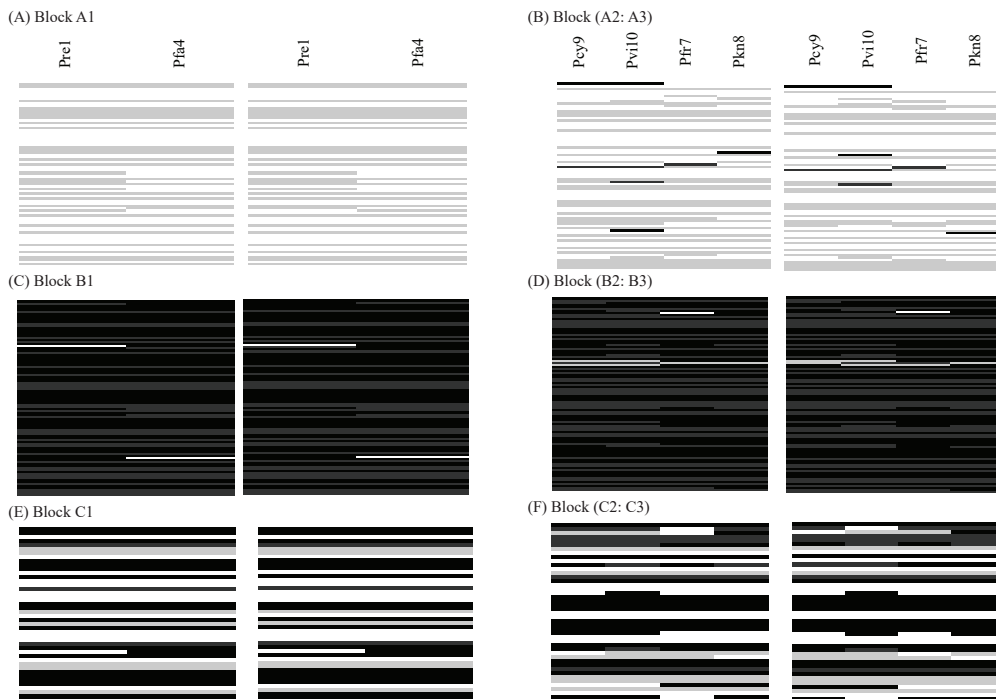 (A) Block A1
Pre1
Pfa4
Pre1
Pfa4
(B) Block (A2: A3)
Pcy9
Pvi10
Pfr7
Pkn8
Pcy9
Pvi10
Pfr7
Pkn8
(C) Block B1
(D) Block (B2: B3)
(E) Block C1
(F) Block (C2: C3)